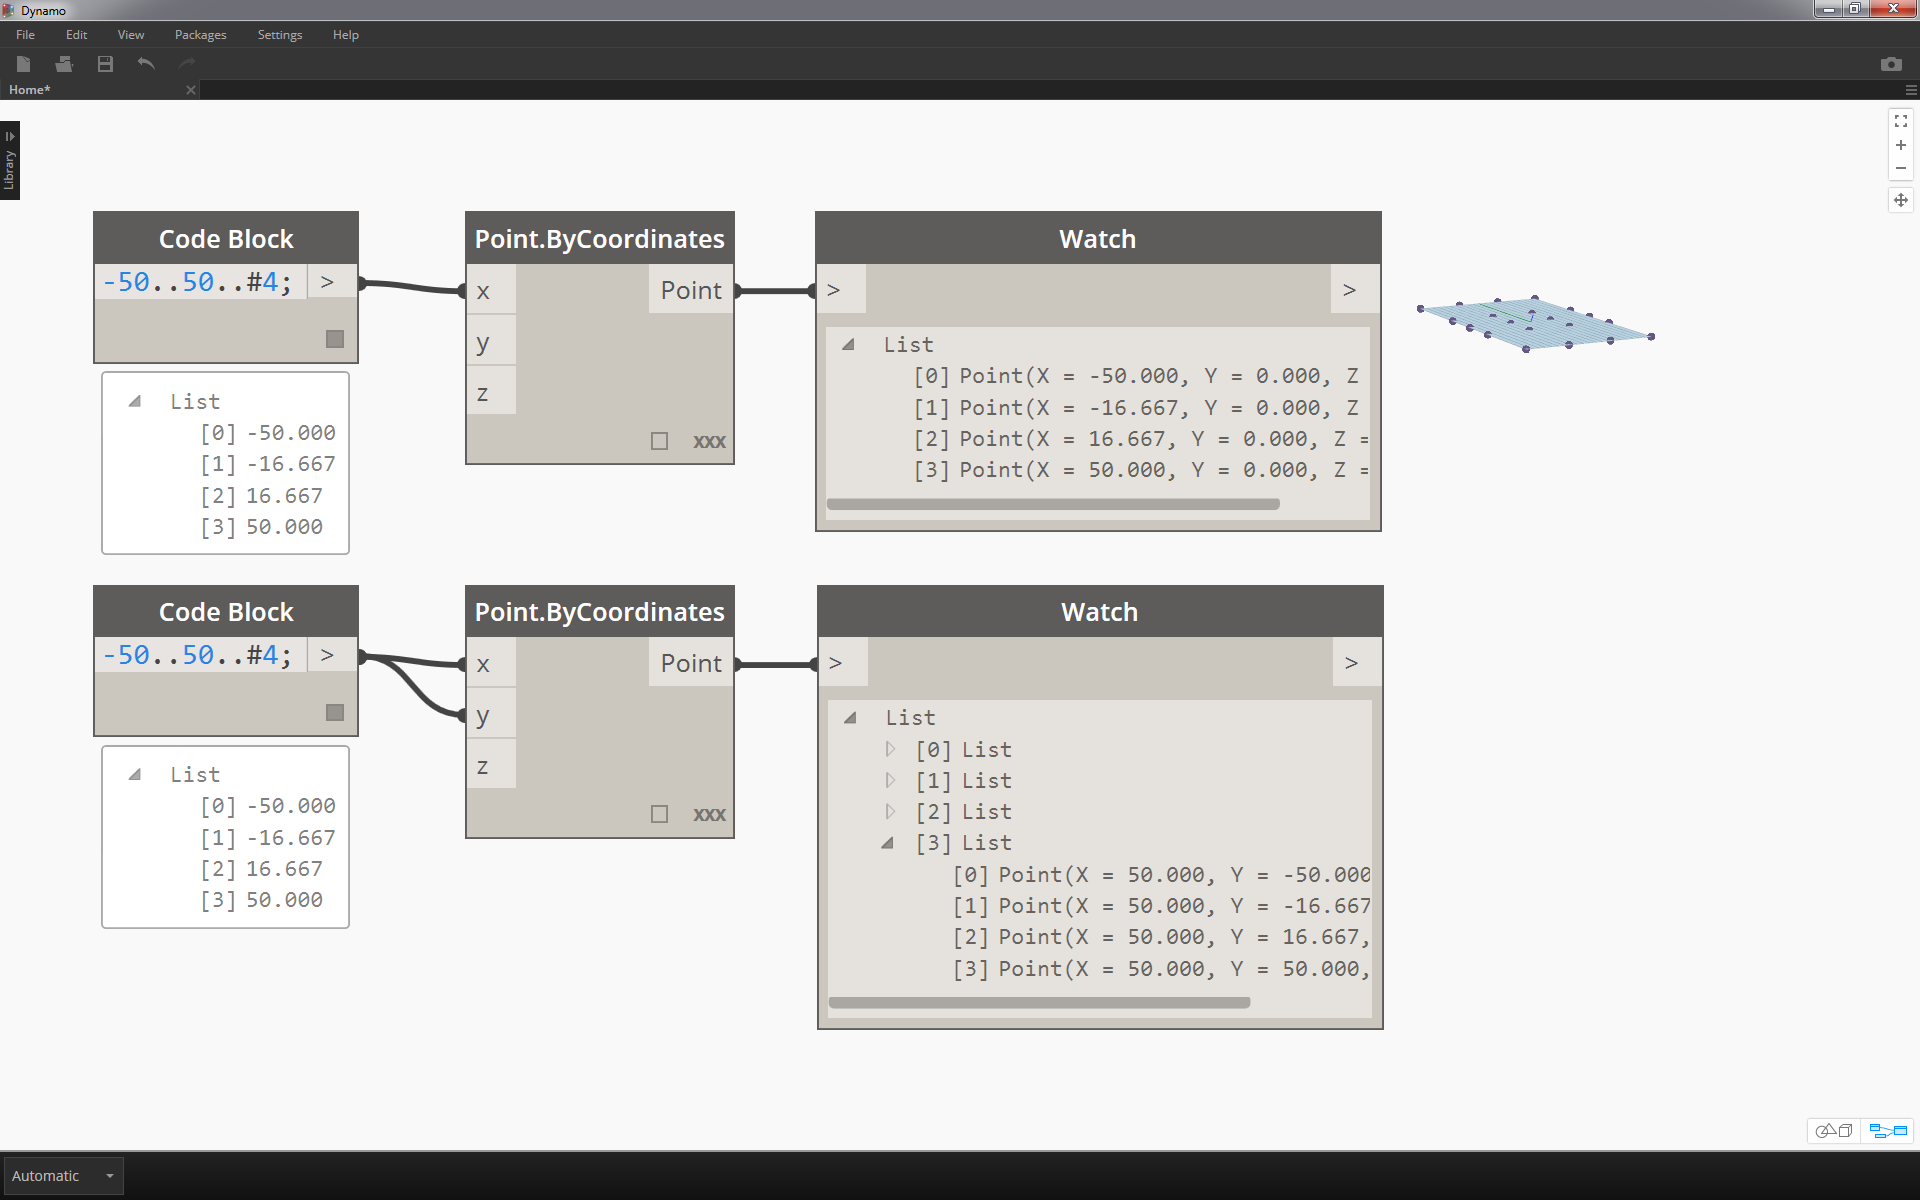 Dynamo
File Edit View Packages Settings Help
Home*
Library
Code Block
-50..50..#4; >
List
[0] -50.000
[1] -16.667
[2] 16.667
[3] 50.000
Point.ByCoordinates
x Point
y
z
xxx
Watch
> >
List
[0] Point(X = -50.000, Y = 0.000, Z
[1] Point(X = -16.667, Y = 0.000, Z
[2] Point(X = 16.667, Y = 0.000, Z =
[3] Point(X = 50.000, Y = 0.000, Z =
Code Block
-50..50..#4; >
List
[0] -50.000
[1] -16.667
[2] 16.667
[3] 50.000
Point.ByCoordinates
x Point
y
z
xxx
Watch
> >
List
[0] List
[1] List
[2] List
[3] List
[0] Point(X = 50.000, Y = -50.000
[1] Point(X = 50.000, Y = -16.667
[2] Point(X = 50.000, Y = 16.667,
[3] Point(X = 50.000, Y = 50.000,
Automatic